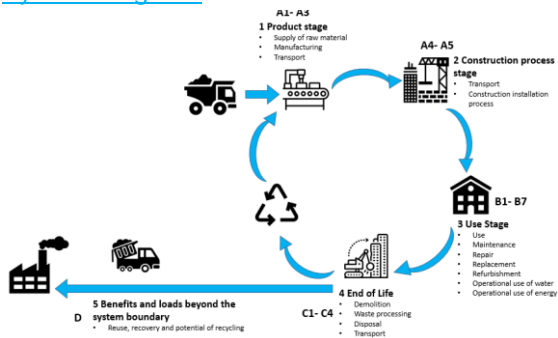 A1- A3
1 Product stage
Supply of raw material
Manufacturing
Transport
A4- A5
2 Construction process
stage
Transport
Construction installation
process
B1- B7
3 Use Stage
Use
Maintenance
Repair
Replacement
Refurbishment
Operational use of water
Operational use of energy
4 End of Life
C1- C4
Demolition
Waste processing
Disposal
Transport
5 Benefits and loads beyond the
D system boundary
Reuse, recovery and potential of recycling